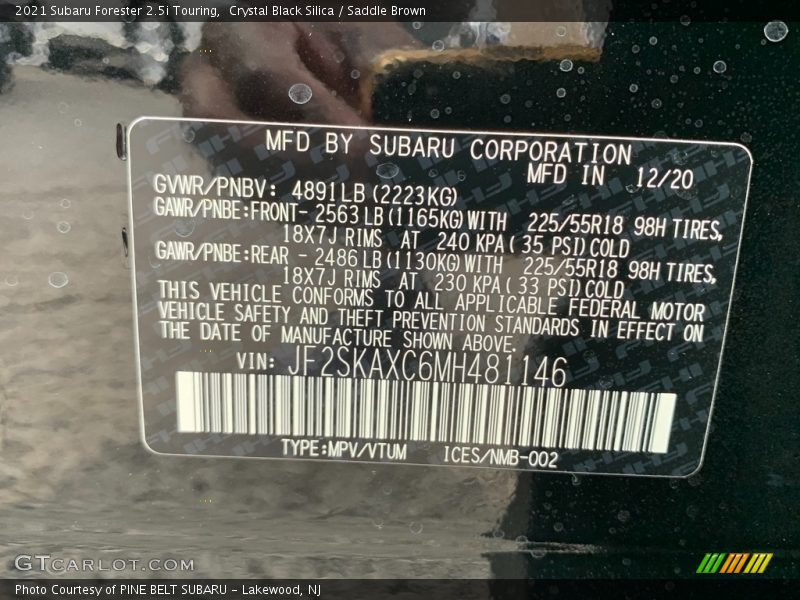 2021 Subaru Forester 2.5i Touring,  Crystal Black Silica / Saddle Brown
MFD BY SUBARU CORPORATION
MFD IN 12/20
GVWR/PNBV: 4891LB(2223KG)
GAWR/PNBE:FRONT- 2563LB(1165KG)WITH 225/55R18 98H TIRES,
18X7J RIMS AT 240 KPA( 35 PSI)COLD
GAWR/PNBE:REAR - 2486LB(1130KG)WITH 225/55R18 98H TIRES,
18X7J RIMS AT 230 KPA( 33 PSI)COLD
THIS VEHICLE CONFORMS TO ALL APPLICABLE FEDERAL MOTOR
VEHICLE SAFETY AND THEFT PREVENTION STANDARDS IN EFFECT ON
THE DATE OF MANUFACTURE SHOWN ABOVE.
VIN: JF2SKAXC6MH481146
TYPE:MPV/VTUM ICES/NMB-002
GTCARLOT.COM
Photo Courtesy of PINE BELT SUBARU - Lakewood, NJ